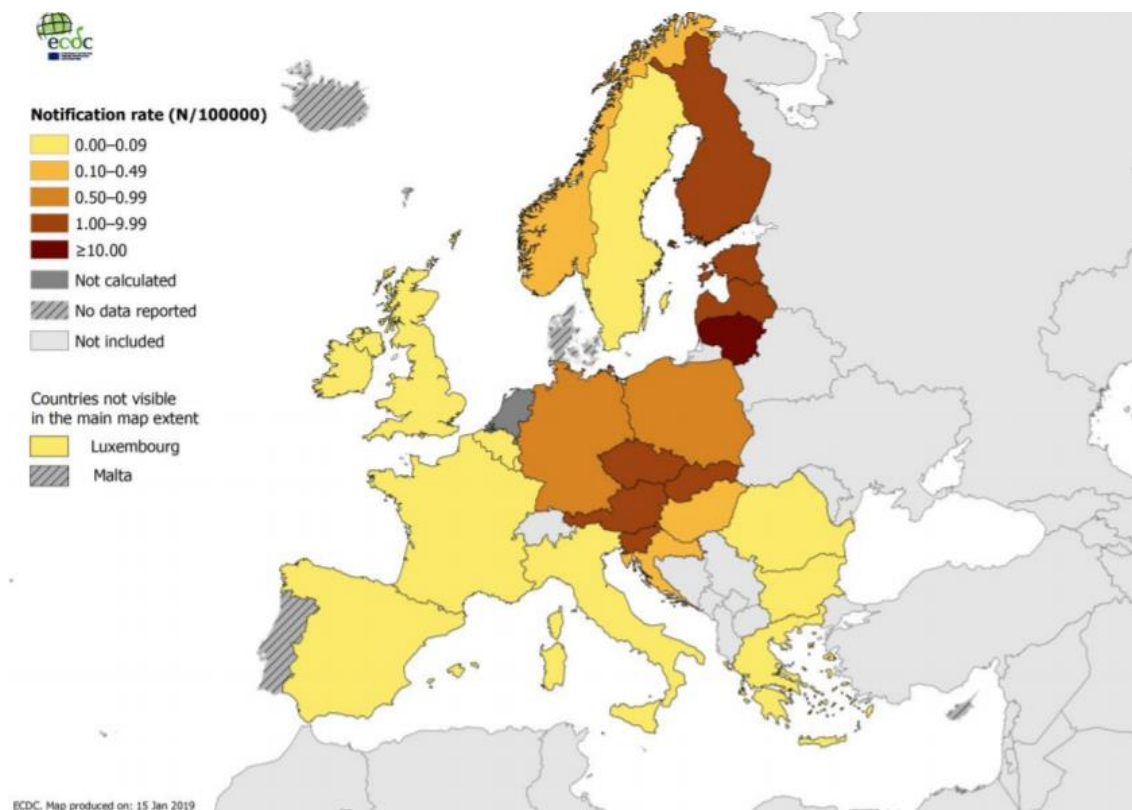 ecdc
Notification rate (N/100000)
0.00–0.09
0.10–0.49
0.50–0.99
1.00–9.99
≥10.00
Not calculated
No data reported
Not included
Countries not visible
in the main map extent
Luxembourg
Malta
ECDC. Map produced on: 15 Jan 2019